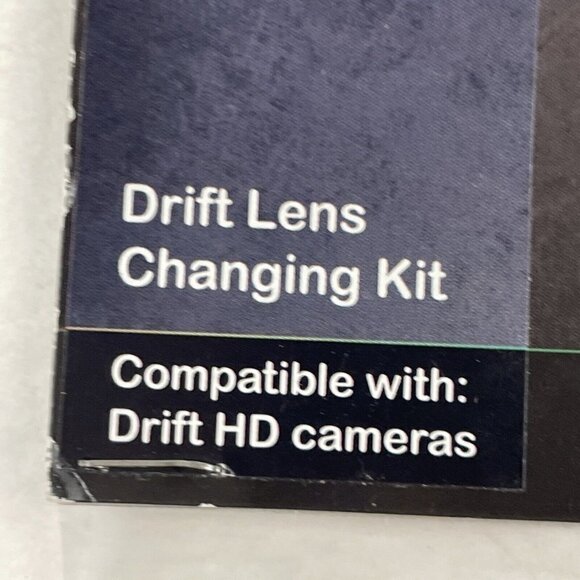 Drift Lens
Changing Kit
Compatible with:
Drift HD cameras